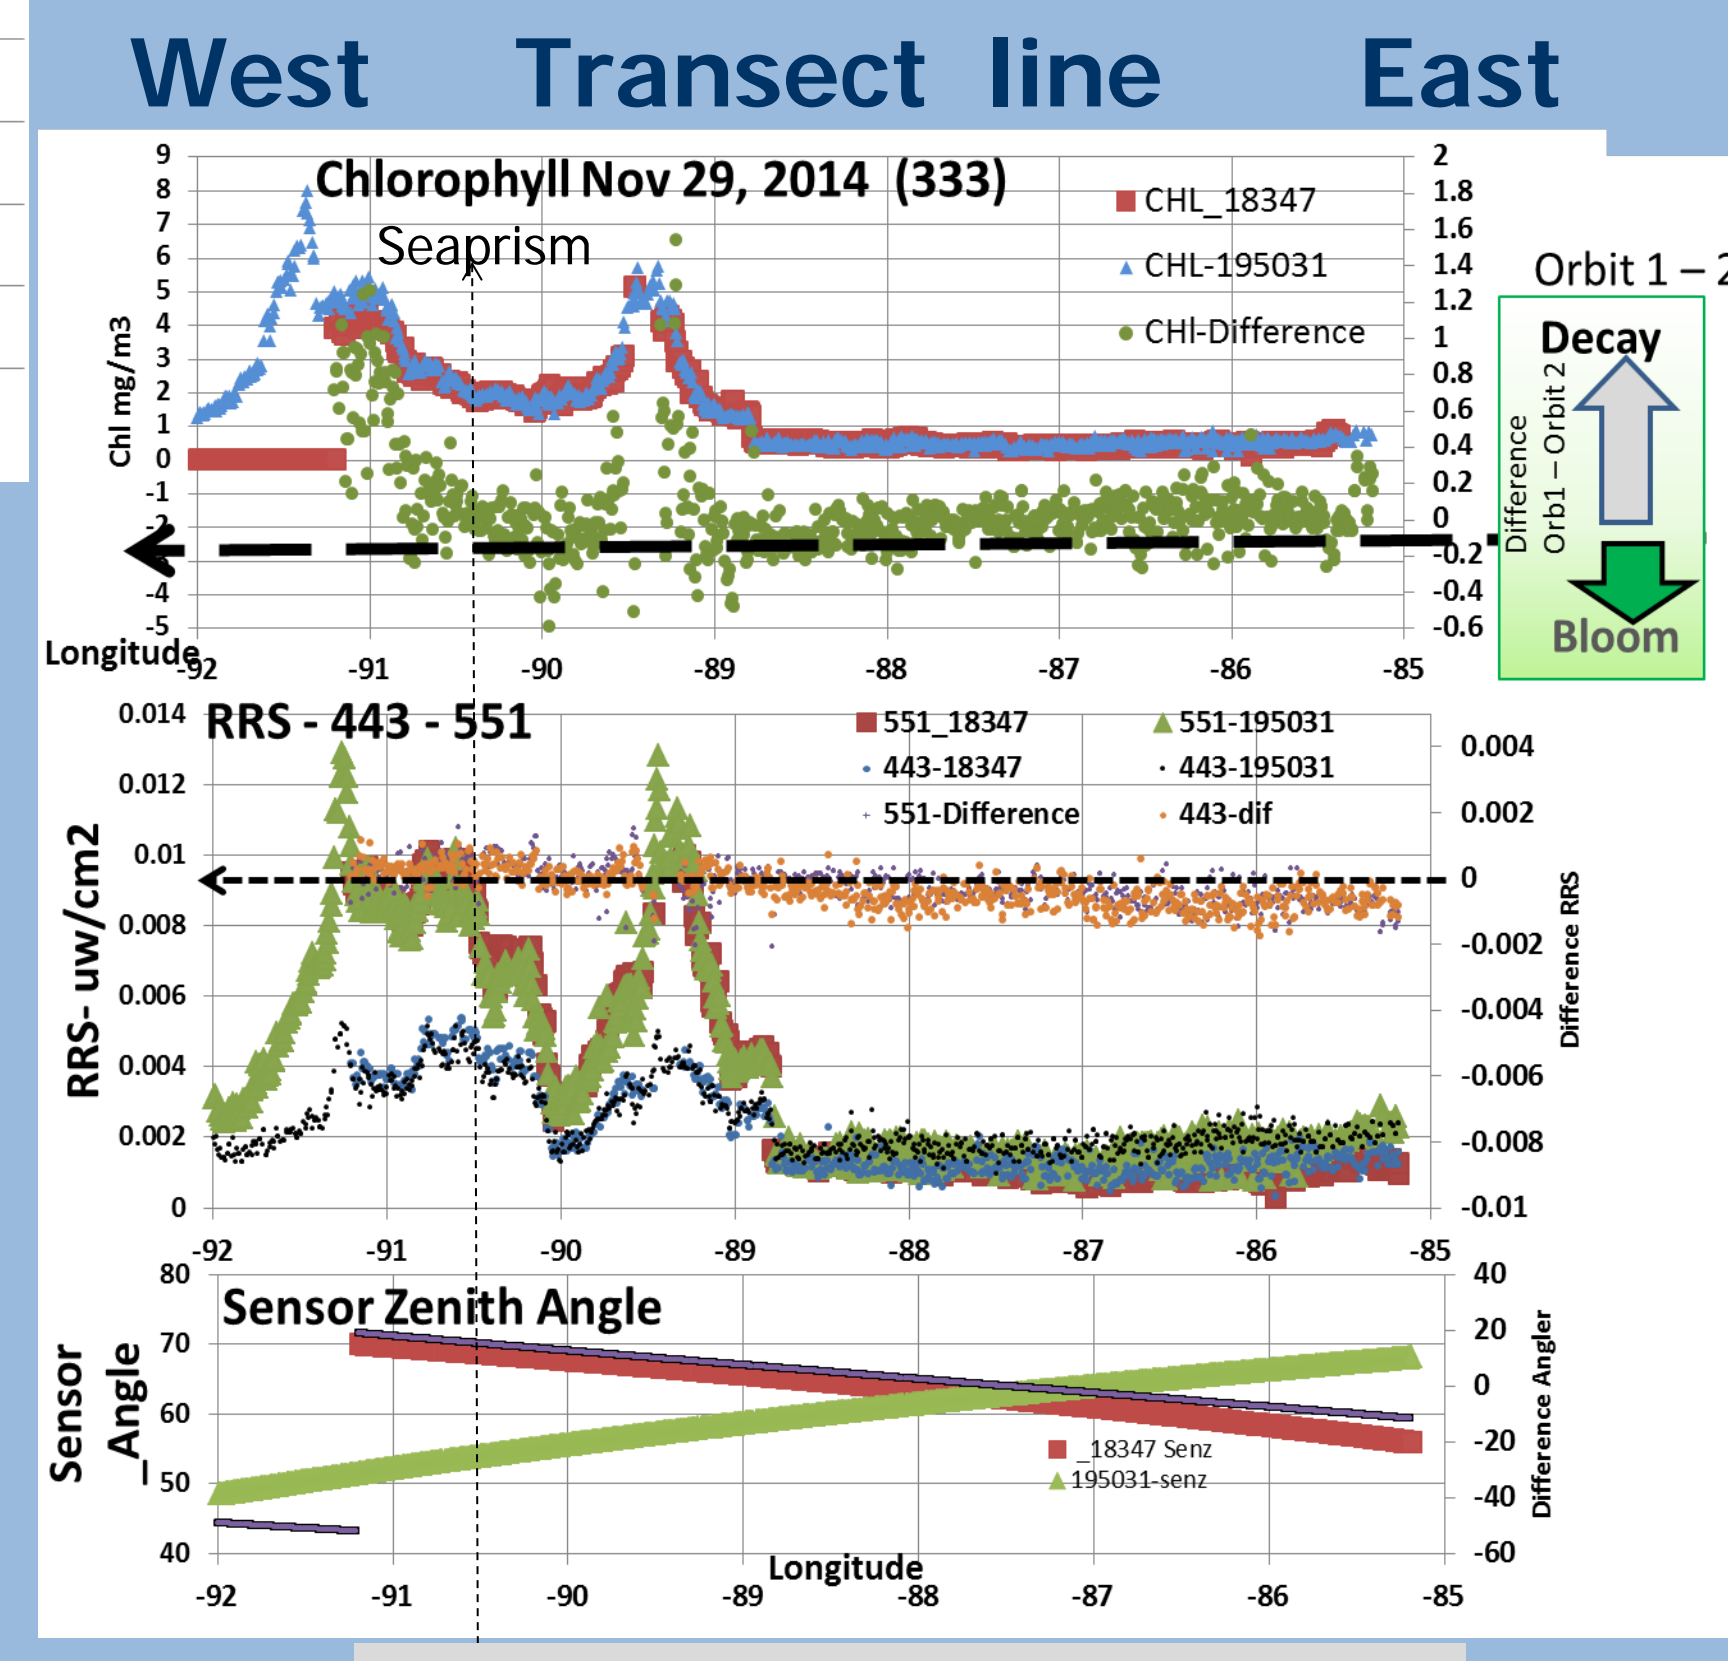 West Transect line East
Chlorophyll Nov 29, 2014 (333)
Seaprism
CHL_18347
CHL-195031
CHl-Difference
Chl mg/m3
9
8
7
6
5
4
3
2
1
0
-1
-2
-4
-5
2
1.8
1.6
1.4
1.2
1
0.8
0.6
0.4
0.2
0
-0.2
-0.4
-0.6
Longitude
-92 -91 -90 -89 -88 -87 -86 -85
Orbit 1 – 2
Decay
Difference
Orb1 – Orbit 2
Bloom
RRS - 443 - 551
551_18347 551-195031
443-18347 443-195031
551-Difference 443-dif
RRS- uw/cm2
0.014
0.012
0.01
0.008
0.006
0.004
0.002
0
0.004
0.002
0
-0.002
-0.004
-0.006
-0.008
-0.01
Difference RRS
-92 -91 -90 -89 -88 -87 -86 -85
Sensor Zenith Angle
Sensor
_Angle
80
70
60
50
40
40
20
0
-20
-40
-60
Difference Angler
_18347 Senz
195031-senz
Longitude
-92 -91 -90 -89 -88 -87 -86 -85